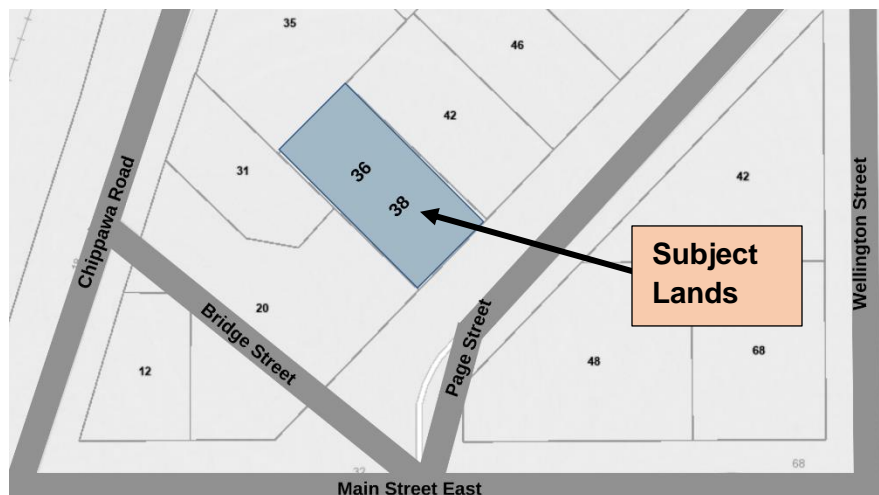 35
46
42
36
31
38
42
Subject
Lands
Chippawa Road
Wellington Street
18
20
Bridge Street
Page Street
12
48
68
32
68
Main Street East